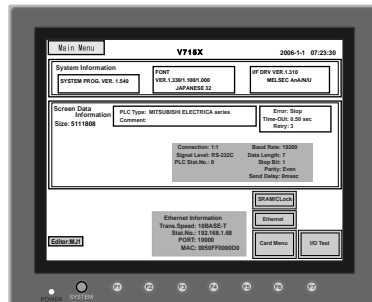 Main Menu
V715X
2006-1-1 07:23:30
System Information
SYSTEM PROG. VER. 1.540
FONT
VER.1.330/1.100/1.000
JAPANESE 32
I/F DRV VER.1.310
MELSEC AnA/N/U
Screen Data
Information
Size: 5111808
PLC Type: MITSUBISHI ELECTRICA series
Comment:
Error: Stop
Time-OUt: 0.50 sec
Retry: 3
Connection: 1:1
Signal Level: RS-232C
PLC Stat.No.: 0
Baud Rate: 19200
Data Length: 7
Stop Bit: 1
Parity: Even
Send Delay: 0msec
SRAM/CLock
Ethernet Information
Trans.Speed: 10BASE-T
Stat.No.: 192.168.1.68
PORT: 10000
MAC: 0050FF0000D0
Ethernet
Editor:MJ1
Card Menu
I/O Test
POWER
SYSTEM
F1
F2
F3
F4
F5
F6
F7